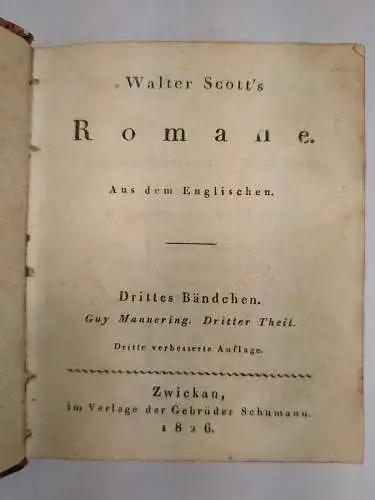 Walter Scott's
Romane.
Aus dem Englischen.
Drittes Bändchen.
Guy Mannering. Dritter Theil.
Dritte verbesserte Auflage.
Zwickau,
im Verlage der Gebrüder Schumann.
1826.